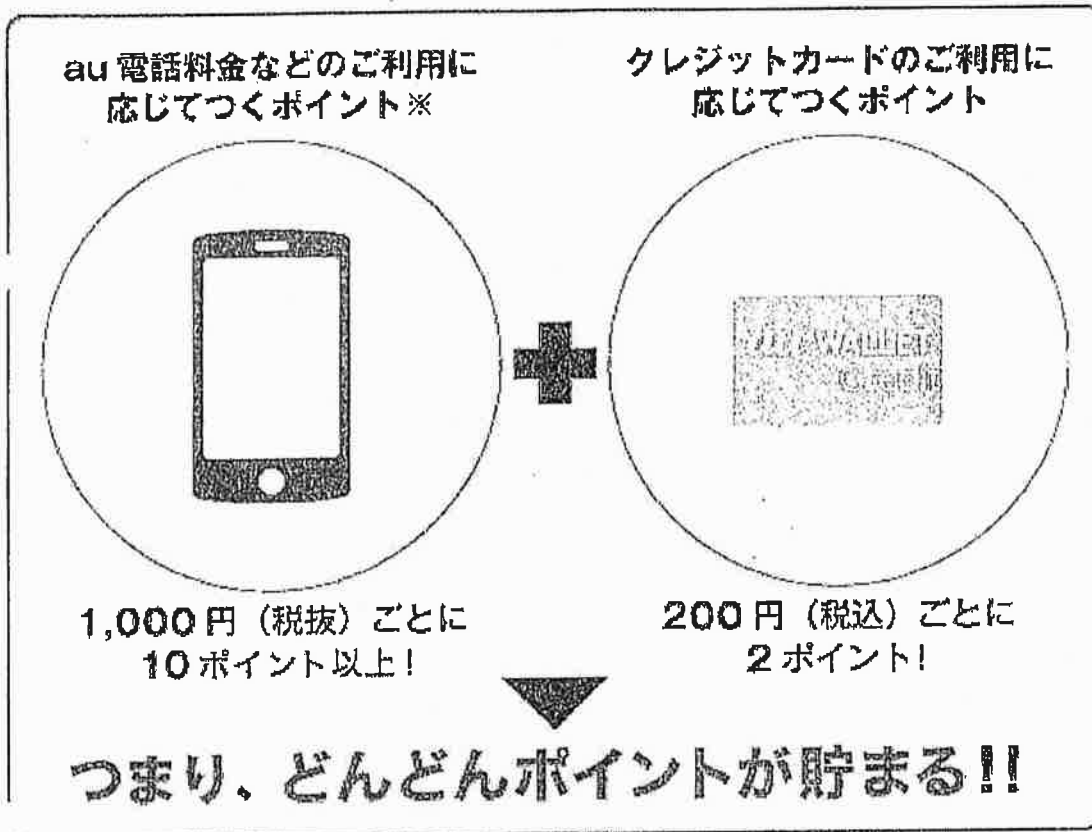 au電話料金などのご利用に
応じてつくポイント※
クレジットカードのご利用に
応じてつくポイント
WALLET
1,000円（税抜）ごとに
10ポイント以上!
200円（税込）ごとに
2ポイント!
つまり、どんどんポイントが貯まる!!